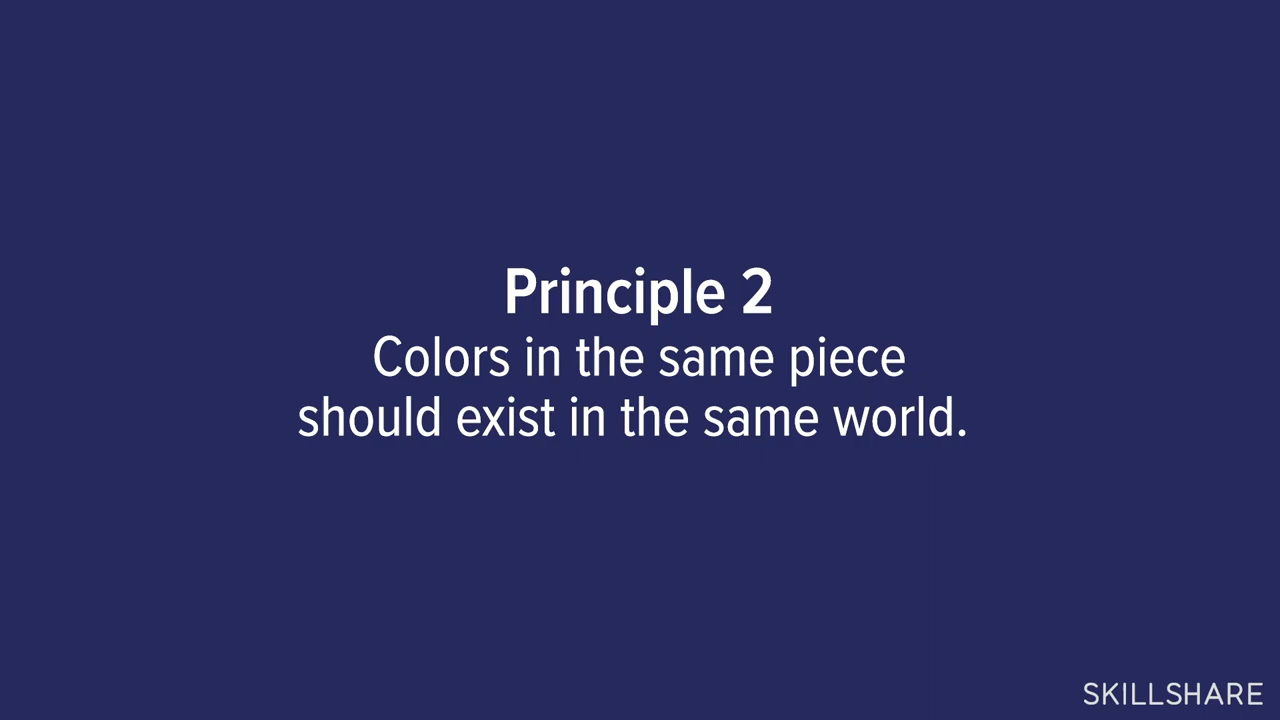 Principle 2
Colors in the same piece
should exist in the same world.
SKILLSHARE